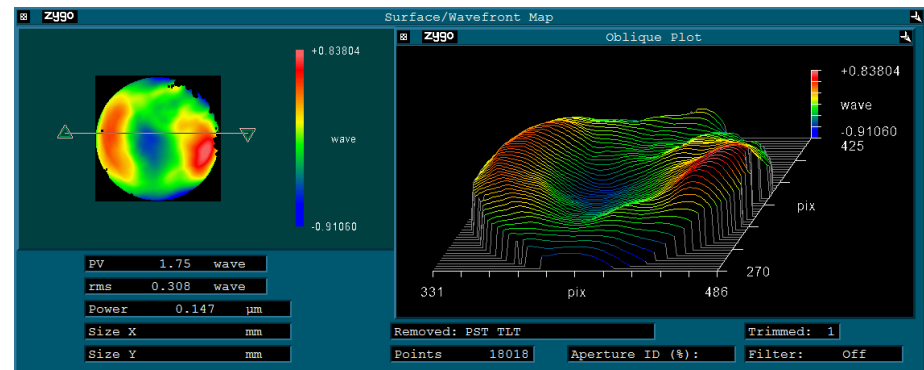 zygo Surface/Wavefront Map
+0.83804
wave
-0.91060
zygo Oblique Plot
+0.83804
wave
-0.91060
425
pix
270
331 pix 486
PV 1.75 wave
rms 0.308 wave
Power 0.147 µm
Size X mm
Size Y mm
Removed: PST TLT
Trimmed: 1
Points 18018
Aperture ID (%):
Filter: Off